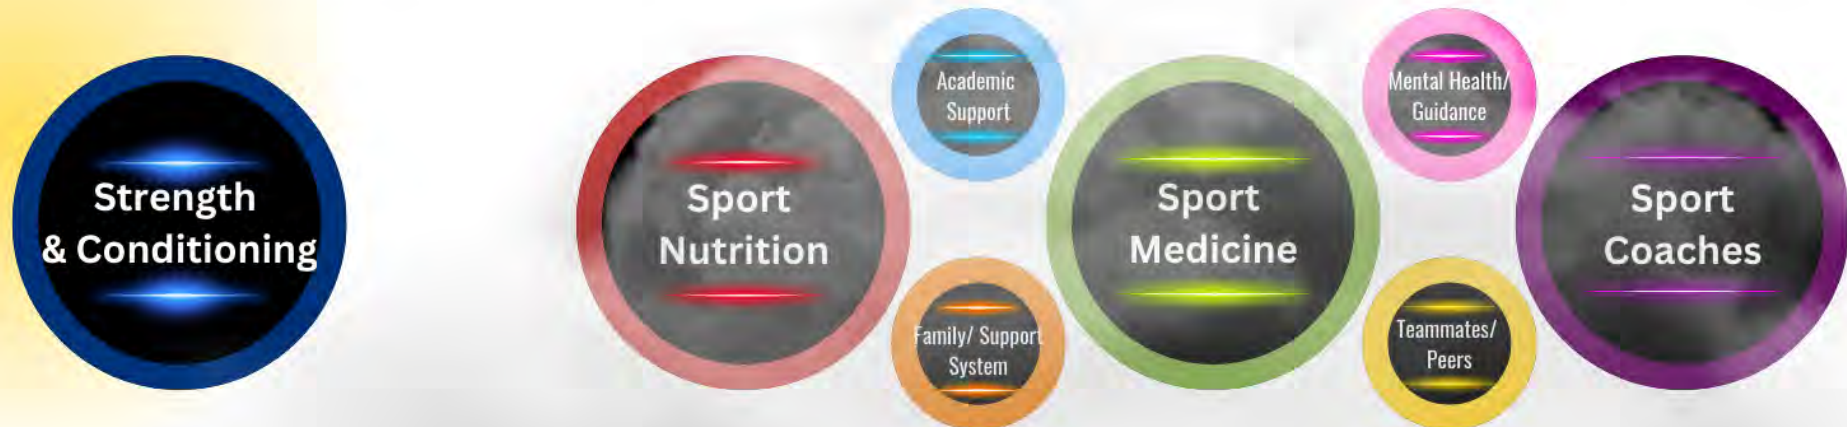 Strength
& Conditioning
Sport
Nutrition
Academic
Support
Family/ Support
System
Sport
Medicine
Mental Health/
Guidance
Teammates/
Peers
Sport
Coaches